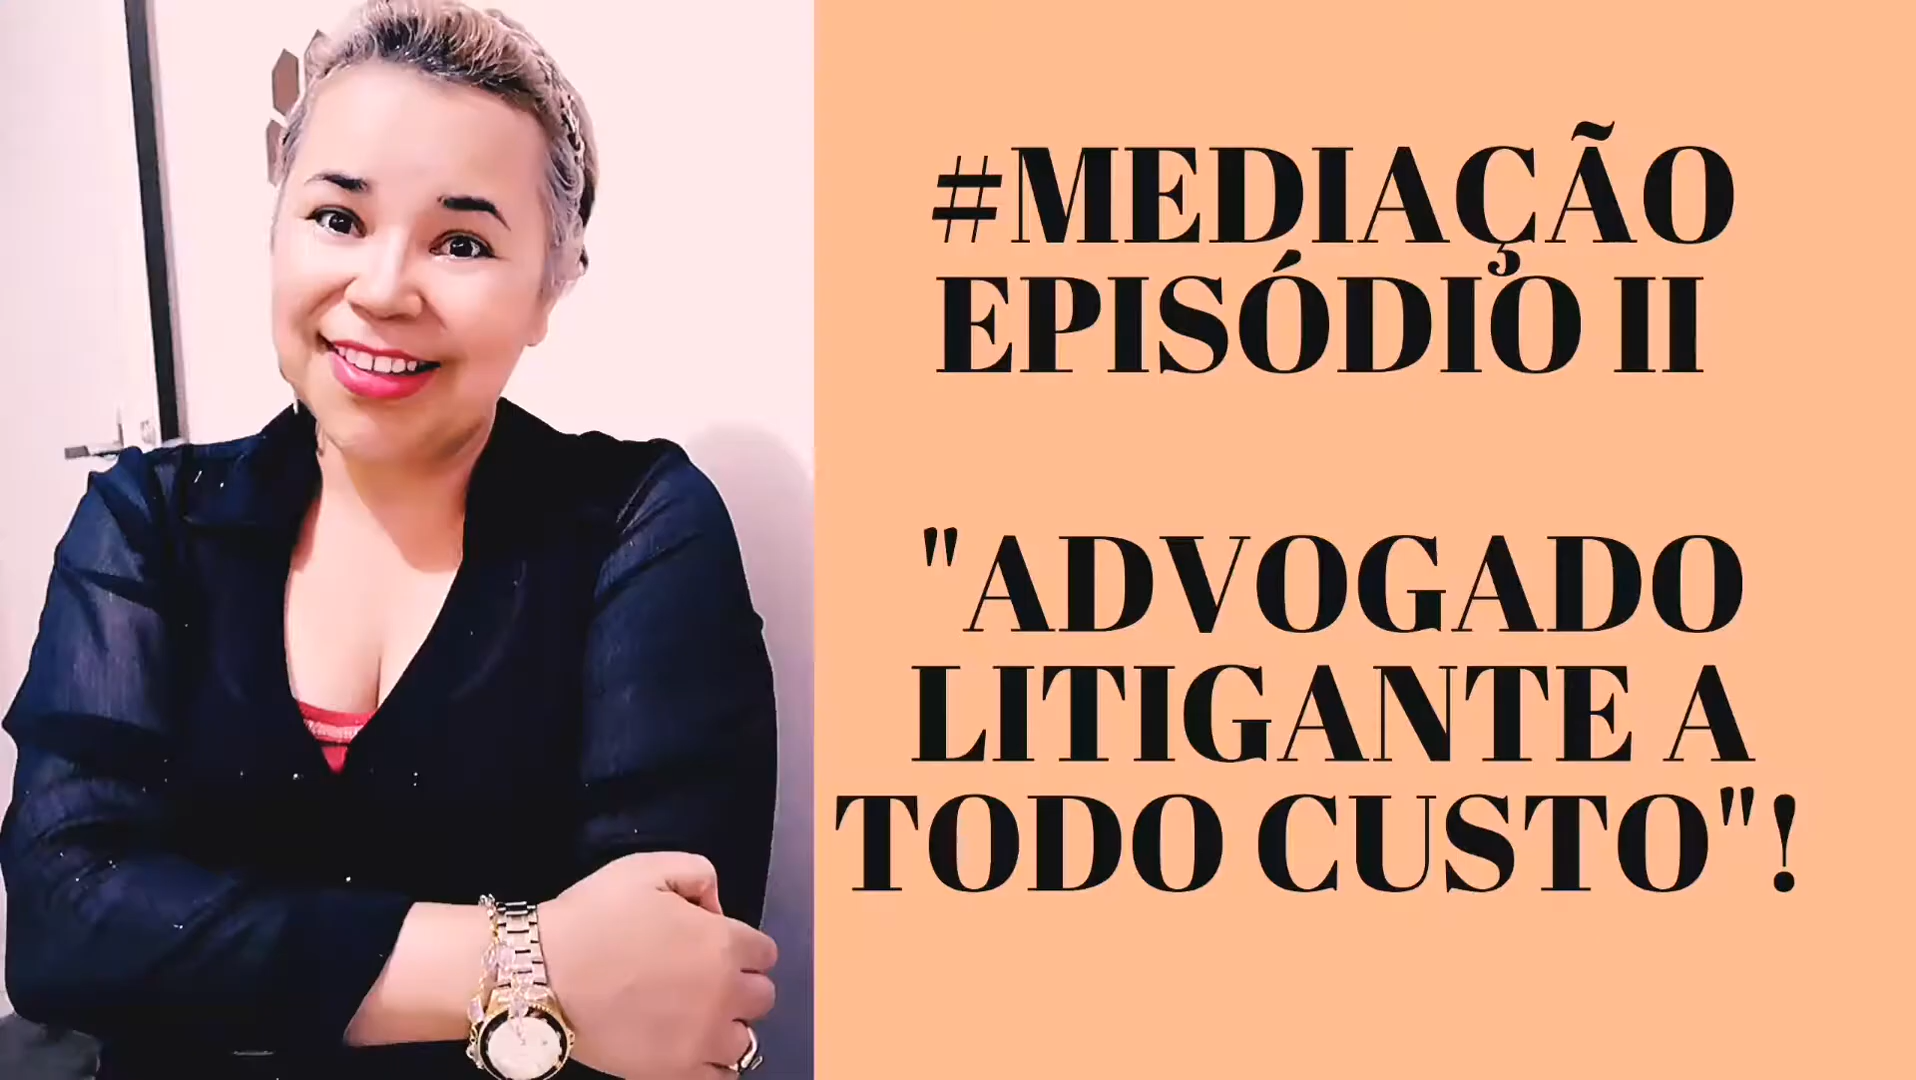 #MEDIAÇÃO
EPISÓDIO II
"ADVOGADO
LITIGANTE A
TODO CUSTO"!